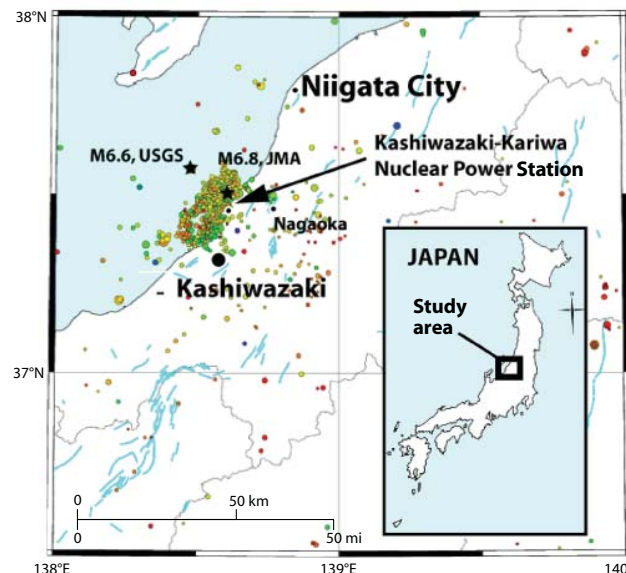 38°N
Niigata City
Kashiwazaki-Kariwa
Nuclear Power Station
M6.6, USGS
M6.8, JMA
Nagaoka
Kashiwazaki
JAPAN
Study
area
37°N
0
50 km
0
50 mi
138°E
139°E
140